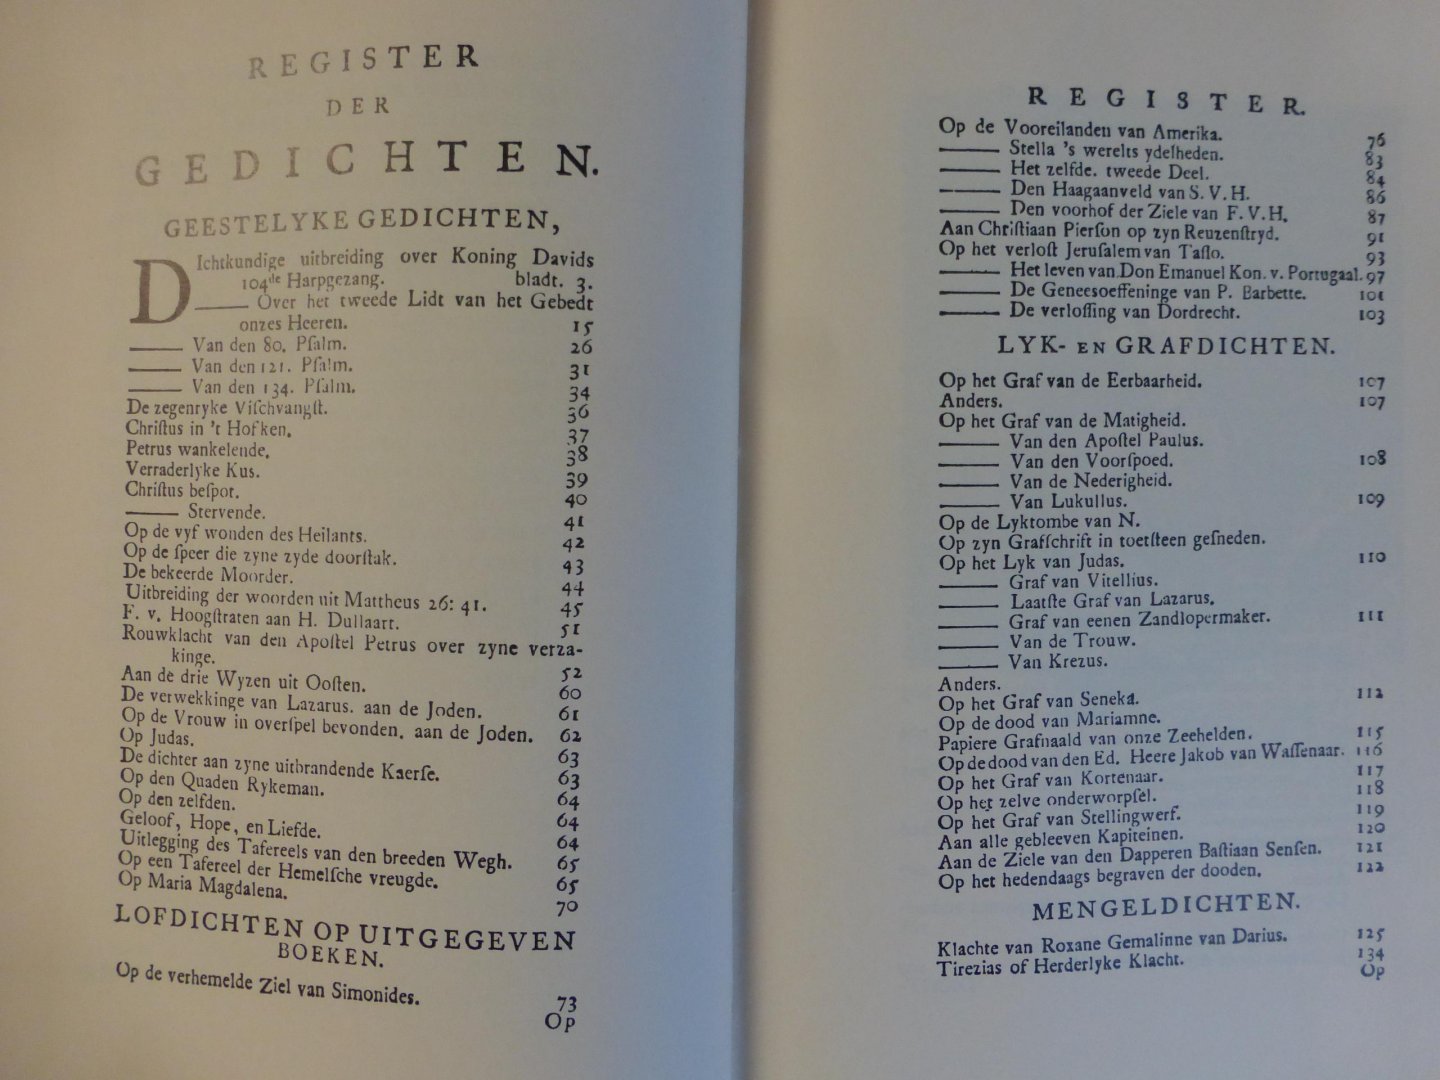 REGISTER
DER
GEDICHTEN.
GEESTELYKE GEDICHTEN,
DIchtkundige uitbreiding over Koning Davids
104de Harpgezang. bladt. 3.
—— Over het tweede Lidt van het Gebedt
onzes Heeren. 15
—— Van den 80. Pſalm. 26
—— Van den 121. Pſalm. 31
—— Van den 134. Pſalm. 34
De zegenryke Viſchvangſt. 36
Chriſtus in 't Hofken. 37
Petrus wankelende. 38
Verraderlyke Kus. 39
Chriſtus beſpot. 40
—— Stervende. 41
Op de vyf wonden des Heilants. 42
Op de ſpeer die zyne zyde doorſtak. 43
De bekeerde Moorder. 44
Uitbreiding der woorden uit Mattheus 26: 41. 45
F. v. Hoogſtraten aan H. Dullaart. 51
Rouwklacht van den Apoſtel Petrus over zyne verza-
kinge. 52
Aan de drie Wyzen uit Ooſten. 60
De verwekkinge van Lazarus. aan de Joden. 61
Op de Vrouw in overſpel bevonden. aan de Joden. 62
Op Judas. 63
De dichter aan zyne uitbrandende Kaerſe. 63
Op den Quaden Rykeman. 64
Op den zelfden. 64
Geloof, Hope, en Liefde. 64
Uitlegging des Tafereels van den breeden Wegh. 65
Op een Tafereel der Hemelſche vreugde. 65
Op Maria Magdalena. 70
LOFDICHTEN OP UITGEGEVEN
BOEKEN.
Op de verhemelde Ziel van Simonides. 73
Op
REGISTER.
Op de Vooreilanden van Amerika. 76
—— Stella 's werelts ydelheden. 83
—— Het zelfde. tweede Deel. 84
—— Den Haagaanveld van S. V. H. 86
—— Den voorhof der Ziele van F. V. H. 87
Aan Chriſtiaan Pierſon op zyn Reuzenſtryd. 91
Op het verloſt Jeruſalem van Taſſo. 93
—— Het leven van Don Emanuel Kon. v. Portugaal. 97
—— De Geneesoeffeninge van P. Barbette. 101
—— De verloſſing van Dordrecht. 103
LYK- EN GRAFDICHTEN.
Op het Graf van de Eerbaarheid. 107
Anders. 107
Op het Graf van de Matigheid.
—— Van den Apoſtel Paulus.
—— Van den Voorſpoed. 108
—— Van de Nederigheid.
—— Van Lukullus. 109
Op de Lyktombe van N.
Op zyn Grafſchrift in toetſteen geſneden.
Op het Lyk van Judas. 110
—— Graf van Vitellius.
—— Laatſte Graf van Lazarus.
—— Graf van eenen Zandlopermaker. 111
—— Van de Trouw.
—— Van Krezus.
Anders.
Op het Graf van Seneka. 112
Op de dood van Mariamne.
Papiere Grafnaald van onze Zeehelden. 115
Op de dood van den Ed. Heere Jakob van Waſſenaar. 116
Op het Graf van Kortenaar. 117
Op het zelve onderworpſel. 118
Op het Graf van Stellingwerf. 119
Aan alle gebleeven Kapiteinen. 120
Aan de Ziele van den Dapperen Baſtiaan Senſen. 121
Op het hedendaags begraven der dooden. 122
MENGELDICHTEN.
Klachte van Roxane Gemalinne van Darius. 125
Tirezias of Herderlyke Klacht. 134
Op